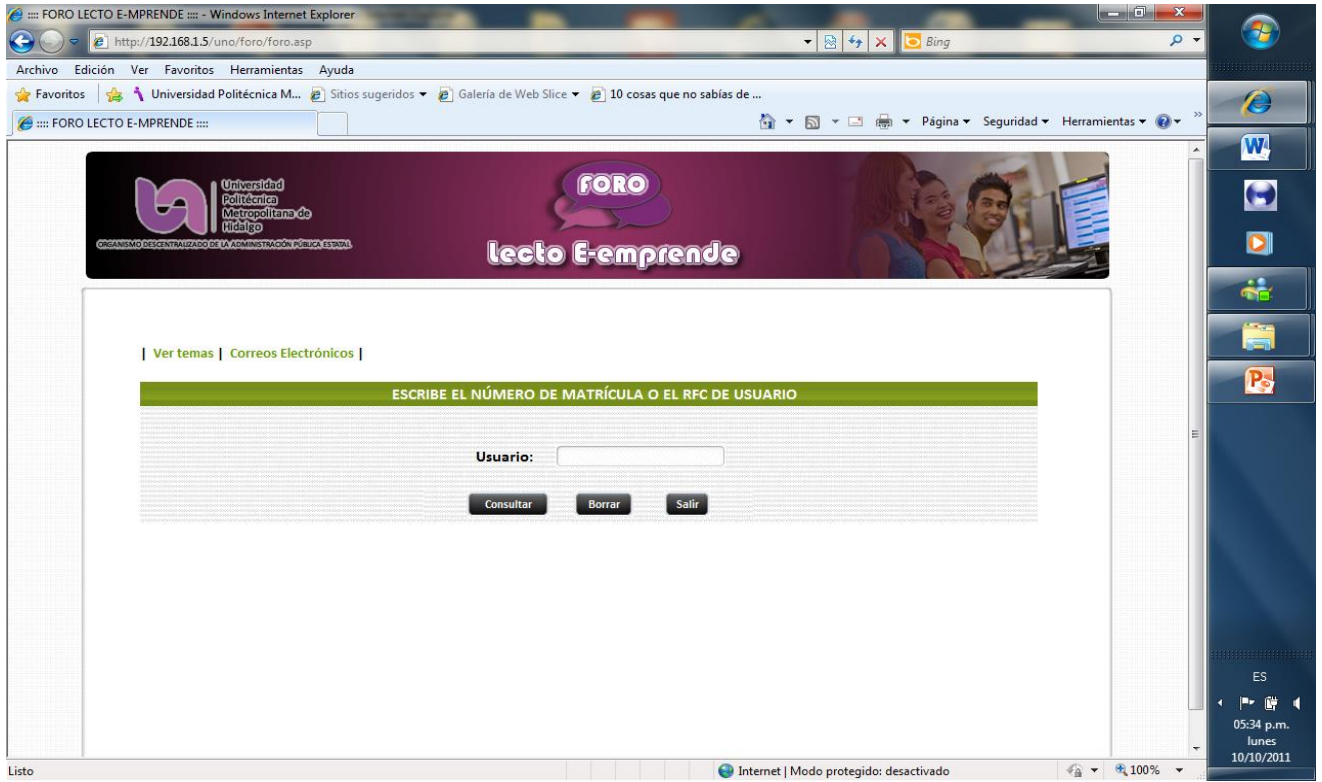 :::: FORO LECTO E-MPRENDE :::: - Windows Internet Explorer
http://192.168.1.5/uno/foro/foro.asp
Bing
Archivo Edición Ver Favoritos Herramientas Ayuda
Favoritos Universidad Politécnica M... Sitios sugeridos Galería de Web Slice 10 cosas que no sabías de ...
:::: FORO LECTO E-MPRENDE :::: Página Seguridad Herramientas
Universidad
Politécnica
Metropolitana de
Hidalgo
ORGANISMO DESCENTRALIZADO DE LA ADMINISTRACIÓN PÚBLICA ESTATAL
FORO
lecto E-emprende
| Ver temas | Correos Electrónicos |
ESCRIBE EL NÚMERO DE MATRÍCULA O EL RFC DE USUARIO
Usuario:
Consultar Borrar Salir
Listo
Internet | Modo protegido: desactivado
100%
ES
05:34 p.m.
lunes
10/10/2011